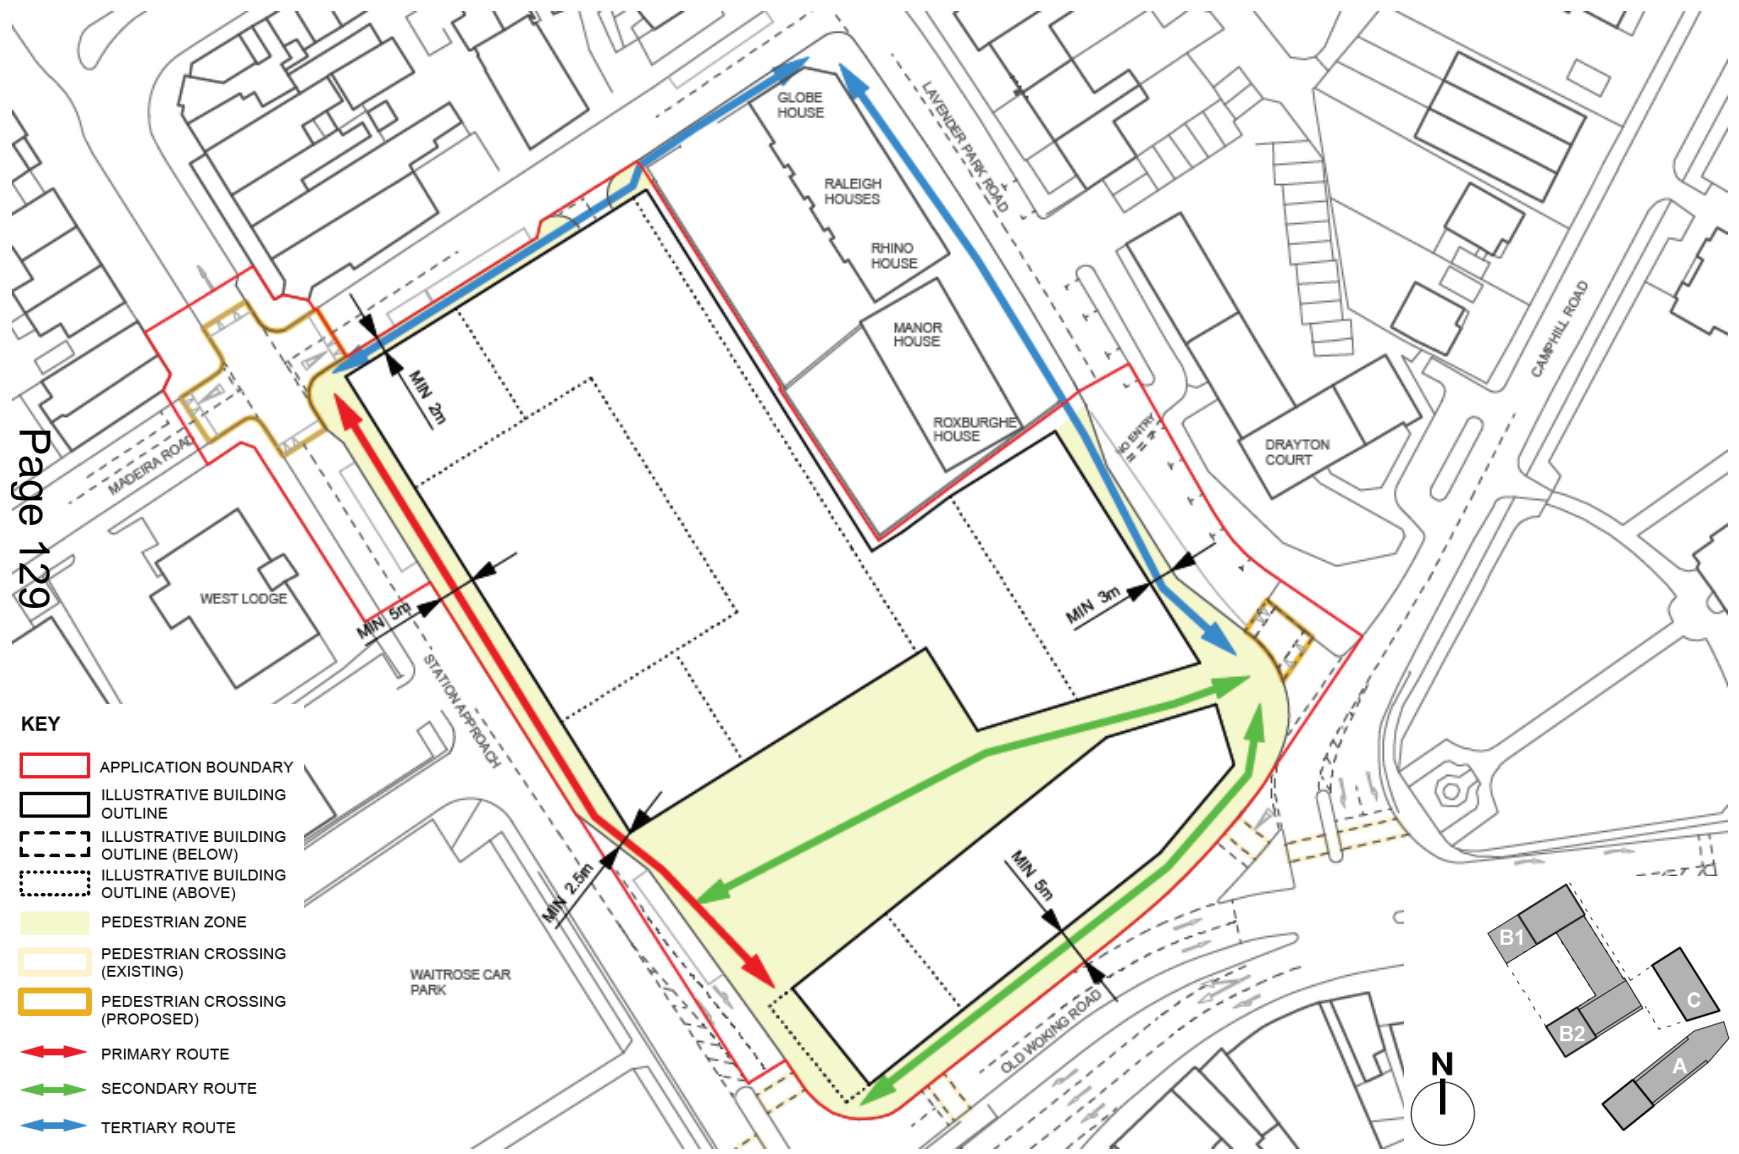 GLOBE
HOUSE
LAVENDER PARK ROAD
RALEIGH
HOUSES
RHINO
HOUSE
MANOR
HOUSE
ROXBURGHE
HOUSE
NO ENTRY
DRAYTON
COURT
CAMPHILL ROAD
MIN 2m
MADEIRA ROAD
Page 129
WEST LODGE
MIN 5m
MIN 3m
STATION APPROACH
MIN 2.5m
MIN 5m
WAITROSE CAR
PARK
OLD WOKING ROAD
KEY
APPLICATION BOUNDARY
ILLUSTRATIVE BUILDING
OUTLINE
ILLUSTRATIVE BUILDING
OUTLINE (BELOW)
ILLUSTRATIVE BUILDING
OUTLINE (ABOVE)
PEDESTRIAN ZONE
PEDESTRIAN CROSSING
(EXISTING)
PEDESTRIAN CROSSING
(PROPOSED)
PRIMARY ROUTE
SECONDARY ROUTE
TERTIARY ROUTE
B1
C
B2
A
N